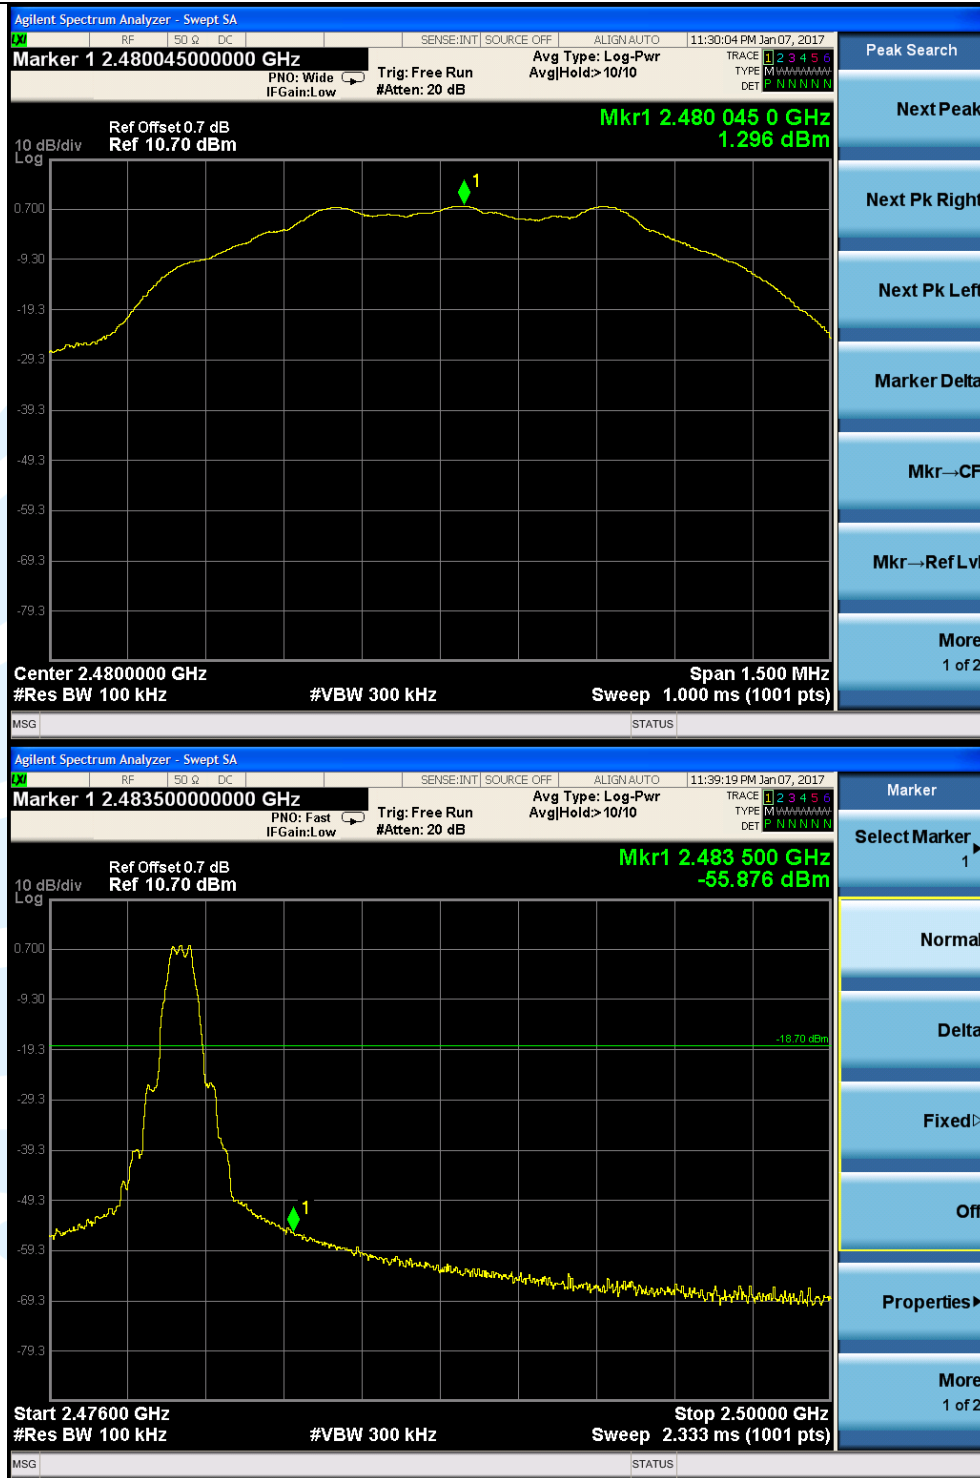 Agilent Spectrum Analyzer - Swept SA
LXI RF 50 Ω DC SENSE:INT SOURCE OFF ALIGN AUTO 11:30:04 PM Jan 07, 2017
Marker 1 2.480045000000 GHz
PNO: Wide
IFGain:Low
Trig: Free Run
#Atten: 20 dB
Avg Type: Log-Pwr
Avg|Hold:>10/10
TRACE 1 2 3 4 5 6
TYPE M
DET P N N N N N
Peak Search
Next Peak
Next Pk Right
Next Pk Left
Marker Delta
Mkr→CF
Mkr→Ref Lvl
More
1 of 2
Mkr1 2.480 045 0 GHz
1.296 dBm
Ref Offset 0.7 dB
10 dB/div Ref 10.70 dBm
Log
1
0.700
-9.30
-19.3
-29.3
-39.3
-49.3
-59.3
-69.3
-79.3
Center 2.4800000 GHz Span 1.500 MHz
#Res BW 100 kHz #VBW 300 kHz Sweep 1.000 ms (1001 pts)
MSG STATUS
Agilent Spectrum Analyzer - Swept SA
LXI RF 50 Ω DC SENSE:INT SOURCE OFF ALIGN AUTO 11:39:19 PM Jan 07, 2017
Marker 1 2.483500000000 GHz
PNO: Fast
IFGain:Low
Trig: Free Run
#Atten: 20 dB
Avg Type: Log-Pwr
Avg|Hold:>10/10
TRACE 1 2 3 4 5 6
TYPE M
DET P N N N N N
Marker
Select Marker
1
Normal
Delta
Fixed
Off
Properties
More
1 of 2
Mkr1 2.483 500 GHz
-55.876 dBm
Ref Offset 0.7 dB
10 dB/div Ref 10.70 dBm
Log
0.700
-9.30
-18.70 dBm
-19.3
-29.3
-39.3
-49.3
1
-59.3
-69.3
-79.3
Start 2.47600 GHz Stop 2.50000 GHz
#Res BW 100 kHz #VBW 300 kHz Sweep 2.333 ms (1001 pts)
MSG STATUS